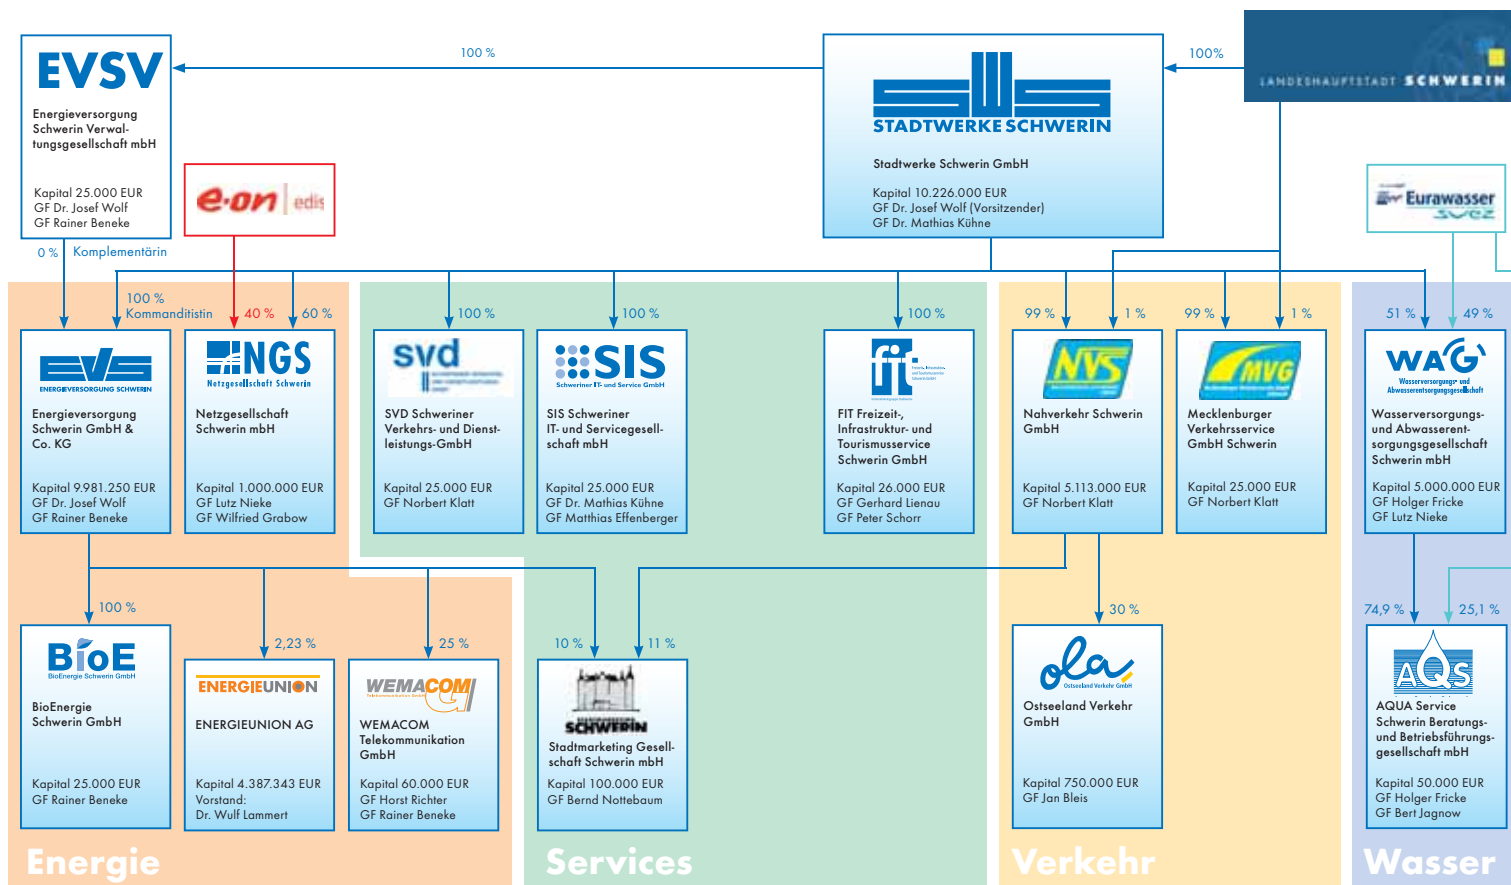 EVSV
Energieversorgung
Schwerin Verwal-
tungsgesellschaft mbH
Kapital 25.000 EUR
GF Dr. Josef Wolf
GF Rainer Beneke
100 %
SWS
STADTWERKE SCHWERIN
Stadtwerke Schwerin GmbH
Kapital 10.226.000 EUR
GF Dr. Josef Wolf (Vorsitzender)
GF Dr. Mathias Kühne
100%
LANDESHAUPTSTADT SCHWERIN
e·on | edis
Eurawasser
suez
0 % Komplementärin
100 %
Kommanditistin
40 %
60 %
100 %
100 %
100 %
99 %
1 %
99 %
1 %
51 %
49 %
EVS
ENERGIEVERSORGUNG SCHWERIN
Energieversorgung
Schwerin GmbH &
Co. KG
Kapital 9.981.250 EUR
GF Dr. Josef Wolf
GF Rainer Beneke
NGS
Netzgesellschaft Schwerin
Netzgesellschaft
Schwerin mbH
Kapital 1.000.000 EUR
GF Lutz Nieke
GF Wilfried Grabow
svd
SVD Schweriner
Verkehrs- und Dienst-
leistungs-GmbH
Kapital 25.000 EUR
GF Norbert Klatt
SIS
Schweriner IT- und Service GmbH
SIS Schweriner
IT- und Servicegesell-
schaft mbH
Kapital 25.000 EUR
GF Dr. Mathias Kühne
GF Matthias Effenberger
fit
FIT Freizeit-,
Infrastruktur- und
Tourismusservice
Schwerin GmbH
Kapital 26.000 EUR
GF Gerhard Lienau
GF Peter Schorr
NVS
Nahverkehr Schwerin
GmbH
Kapital 5.113.000 EUR
GF Norbert Klatt
MVG
Mecklenburger
Verkehrsservice
GmbH Schwerin
Kapital 25.000 EUR
GF Norbert Klatt
WAG
Wasserversorgungs- und
Abwasserentsorgungsgesellschaft
Wasserversorgungs-
und Abwasserent-
sorgungsgesellschaft
Schwerin mbH
Kapital 5.000.000 EUR
GF Holger Fricke
GF Lutz Nieke
100 %
2,23 %
25 %
10 %
11 %
30 %
74,9 %
25,1 %
BioE
BioEnergie Schwerin GmbH
BioEnergie
Schwerin GmbH
Kapital 25.000 EUR
GF Rainer Beneke
ENERGIEUNION
ENERGIEUNION AG
Kapital 4.387.343 EUR
Vorstand:
Dr. Wulf Lammert
WEMACOM
Telekommunikation GmbH
WEMACOM
Telekommunikation
GmbH
Kapital 60.000 EUR
GF Horst Richter
GF Rainer Beneke
SCHWERIN
Stadtmarketing Gesell-
schaft Schwerin mbH
Kapital 100.000 EUR
GF Bernd Nottebaum
ola
Ostseeland Verkehr GmbH
Ostseeland Verkehr
GmbH
Kapital 750.000 EUR
GF Jan Bleis
AQS
AQUA Service
Schwerin Beratungs-
und Betriebsführungs-
gesellschaft mbH
Kapital 50.000 EUR
GF Holger Fricke
GF Bert Jagnow
Energie
Services
Verkehr
Wasser